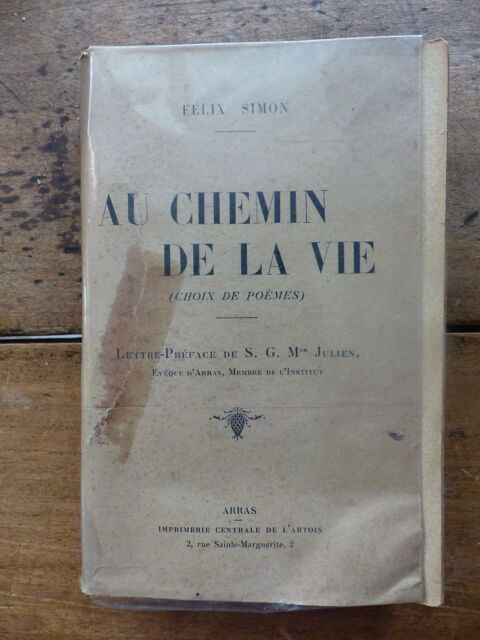 FÉLIX SIMON
AU CHEMIN
DE LA VIE
(CHOIX DE POÈMES)
LETTRE-PRÉFACE DE S. G. Mgr JULIEN,
EVÊQUE D'ARRAS, MEMBRE DE L'INSTITUT
ARRAS
IMPRIMERIE CENTRALE DE L'ARTOIS
2, rue Sainte-Marguerite, 2